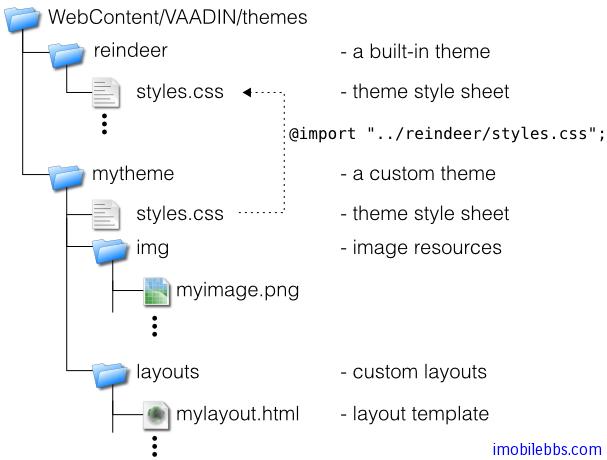 WebContent/VAADIN/themes
reindeer - a built-in theme
styles.css - theme style sheet
@import "../reindeer/styles.css";
mytheme - a custom theme
styles.css - theme style sheet
img - image resources
myimage.png
layouts - custom layouts
mylayout.html - layout template
imobilebbs.com